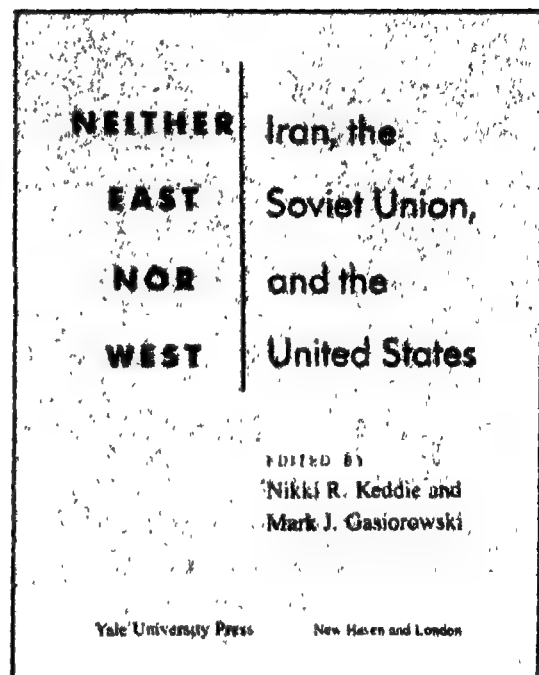 NEITHER
EAST
NOR
WEST
Iran, the
Soviet Union,
and the
United States
EDITED BY
Nikki R. Keddie and
Mark J. Gasiorowski
Yale University Press New Haven and London